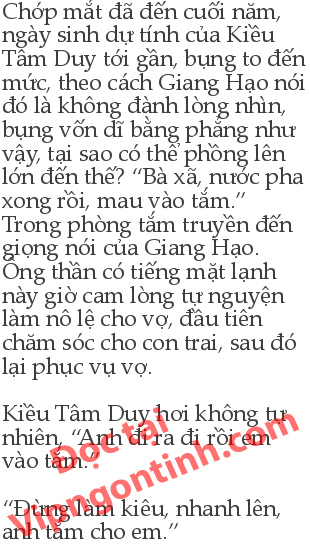 Chớp mắt đã đến cuối năm,
ngày sinh dự tính của Kiều
Tâm Duy tới gần, bụng to đến
mức, theo cách Giang Hạo nói
đó là không đành lòng nhìn,
bụng vốn dĩ bằng phẳng như
vậy, tại sao có thể phồng lên
lớn đến thế? “Bà xã, nước pha
xong rồi, mau vào tắm.”
Trong phòng tắm truyền đến
giọng nói của Giang Hạo.
Ông thần có tiếng mặt lạnh
này giờ cam lòng tự nguyện
làm nô lệ cho vợ, đầu tiên
chăm sóc cho con trai, sau đó
lại phục vụ vợ.
Kiều Tâm Duy hơi không tự
nhiên, “Anh đi ra đi rồi em
vào tắm.”
“Đừng làm kiêu, nhanh lên,
anh tắm cho em.”
Đọc tại
Vipngontinh.com